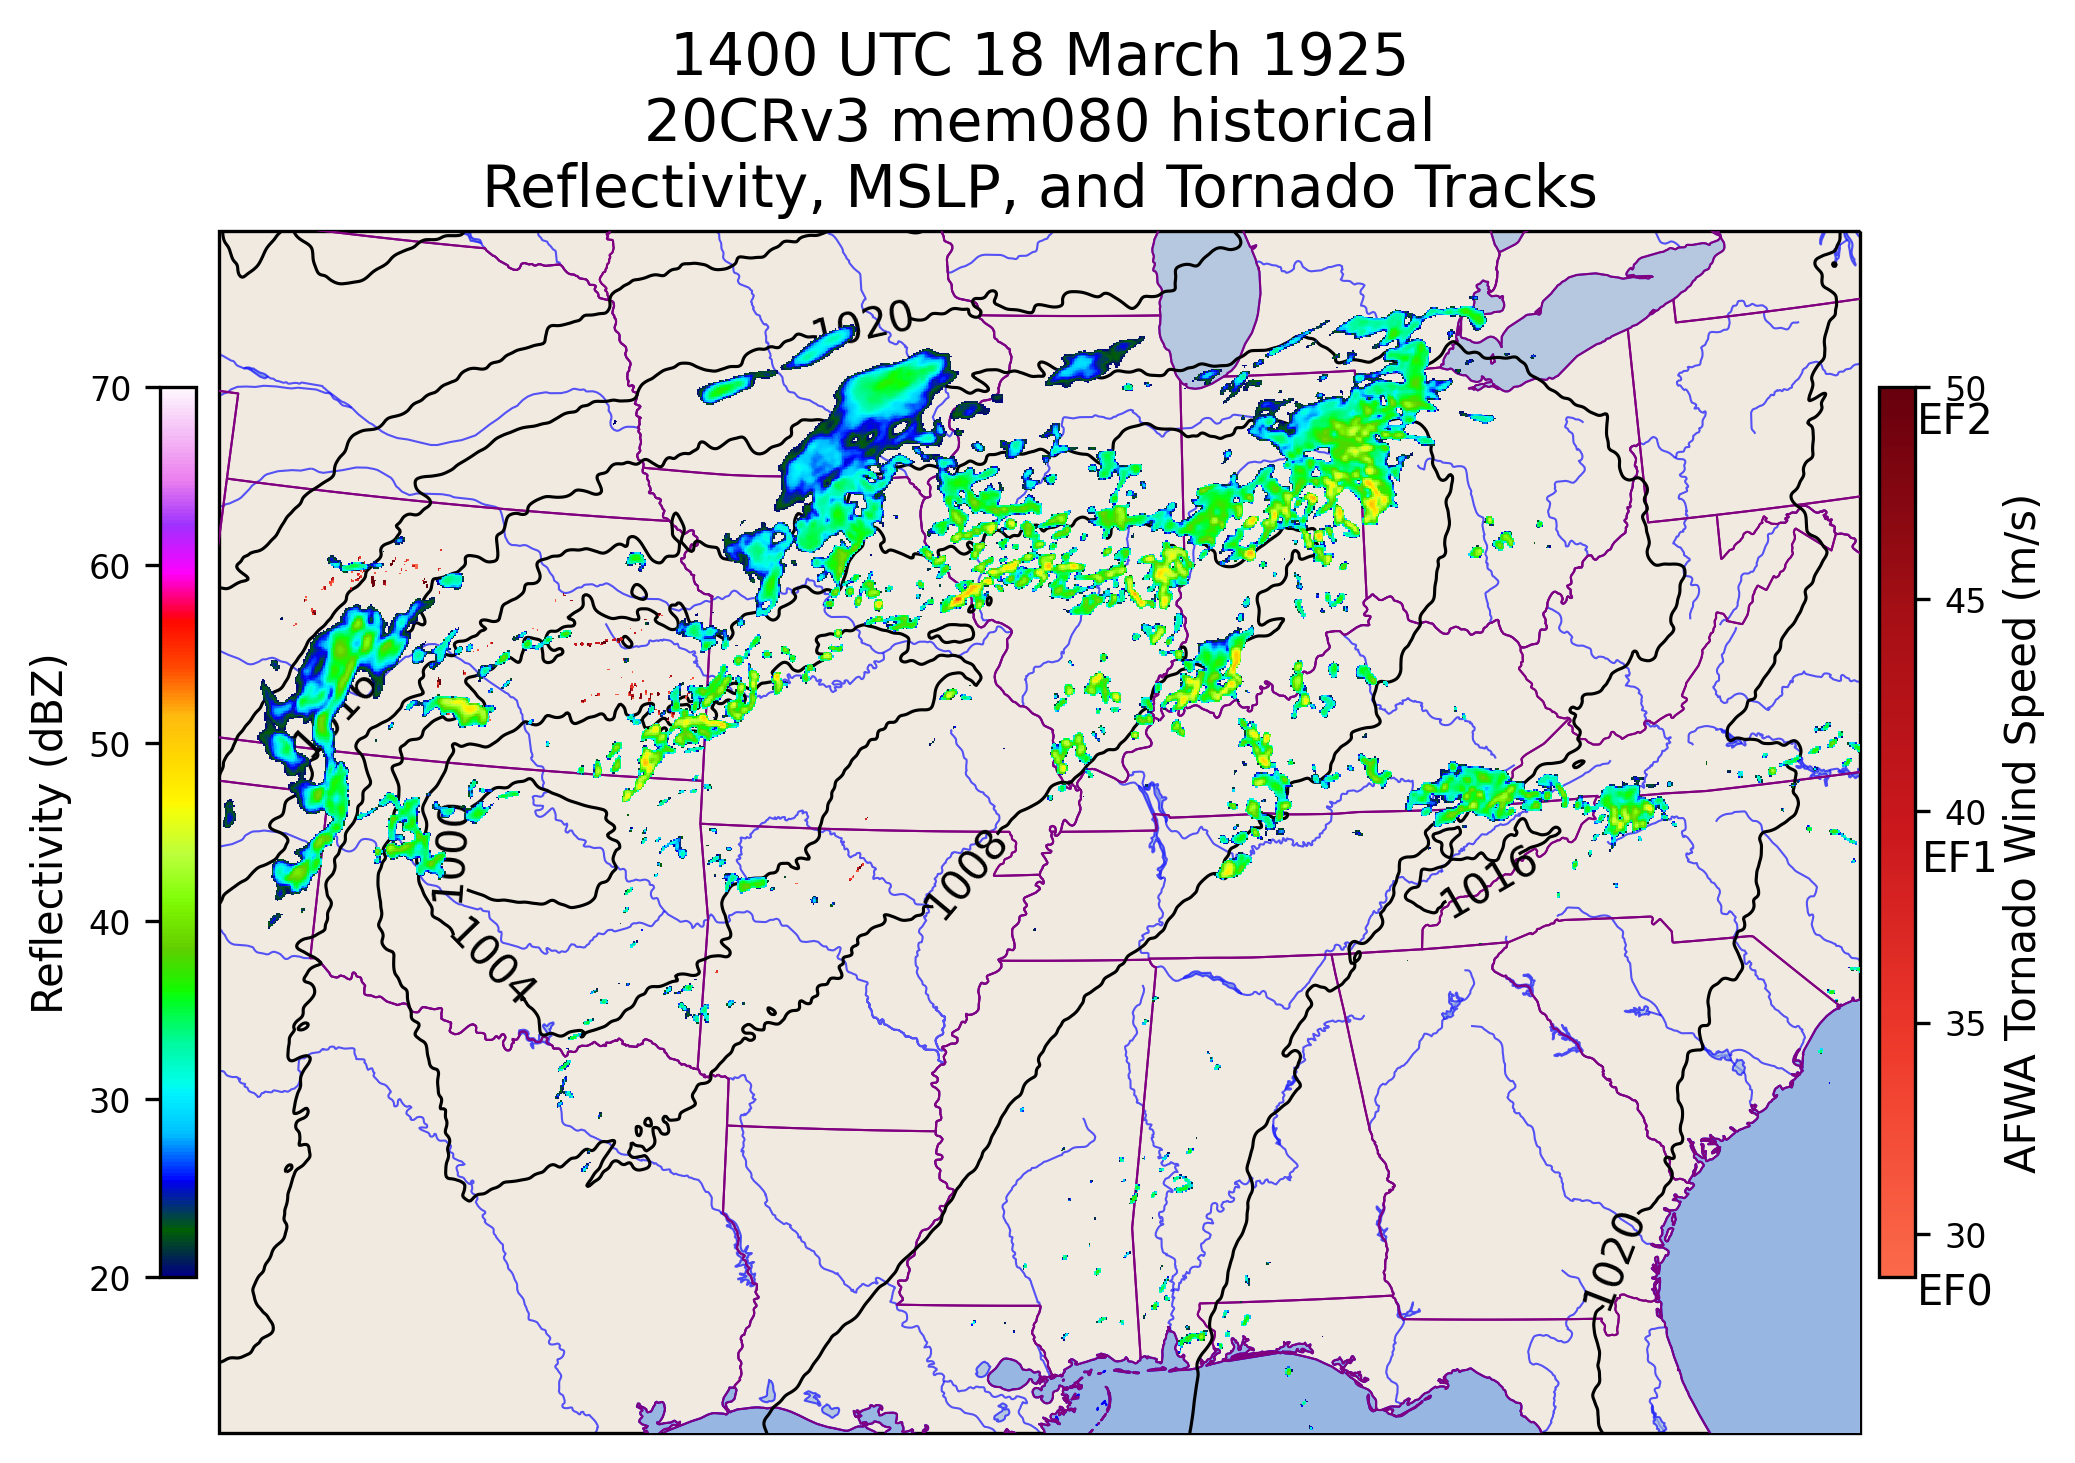 1400 UTC 18 March 1925
20CRv3 mem080 historical
Reflectivity, MSLP, and Tornado Tracks
70
60
50
40
30
20
Reflectivity (dBZ)
1020
1016
1000
1004
1008
1016
1020
50
EF2
45
40
EF1
35
30
EF0
AFWA Tornado Wind Speed (m/s)